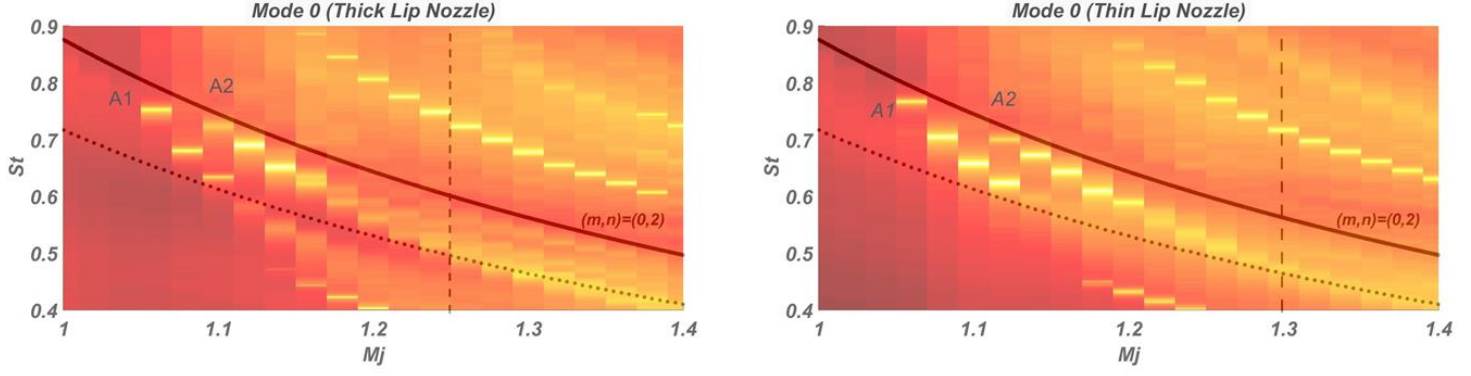 Mode 0 (Thick Lip Nozzle)
0.9
0.8
0.7
0.6
0.5
0.4
St
A1
A2
(m,n)=(0,2)
1
1.1
1.2
1.3
1.4
Mj
Mode 0 (Thin Lip Nozzle)
0.9
0.8
0.7
0.6
0.5
0.4
St
A1
A2
(m,n)=(0,2)
1
1.1
1.2
1.3
1.4
Mj